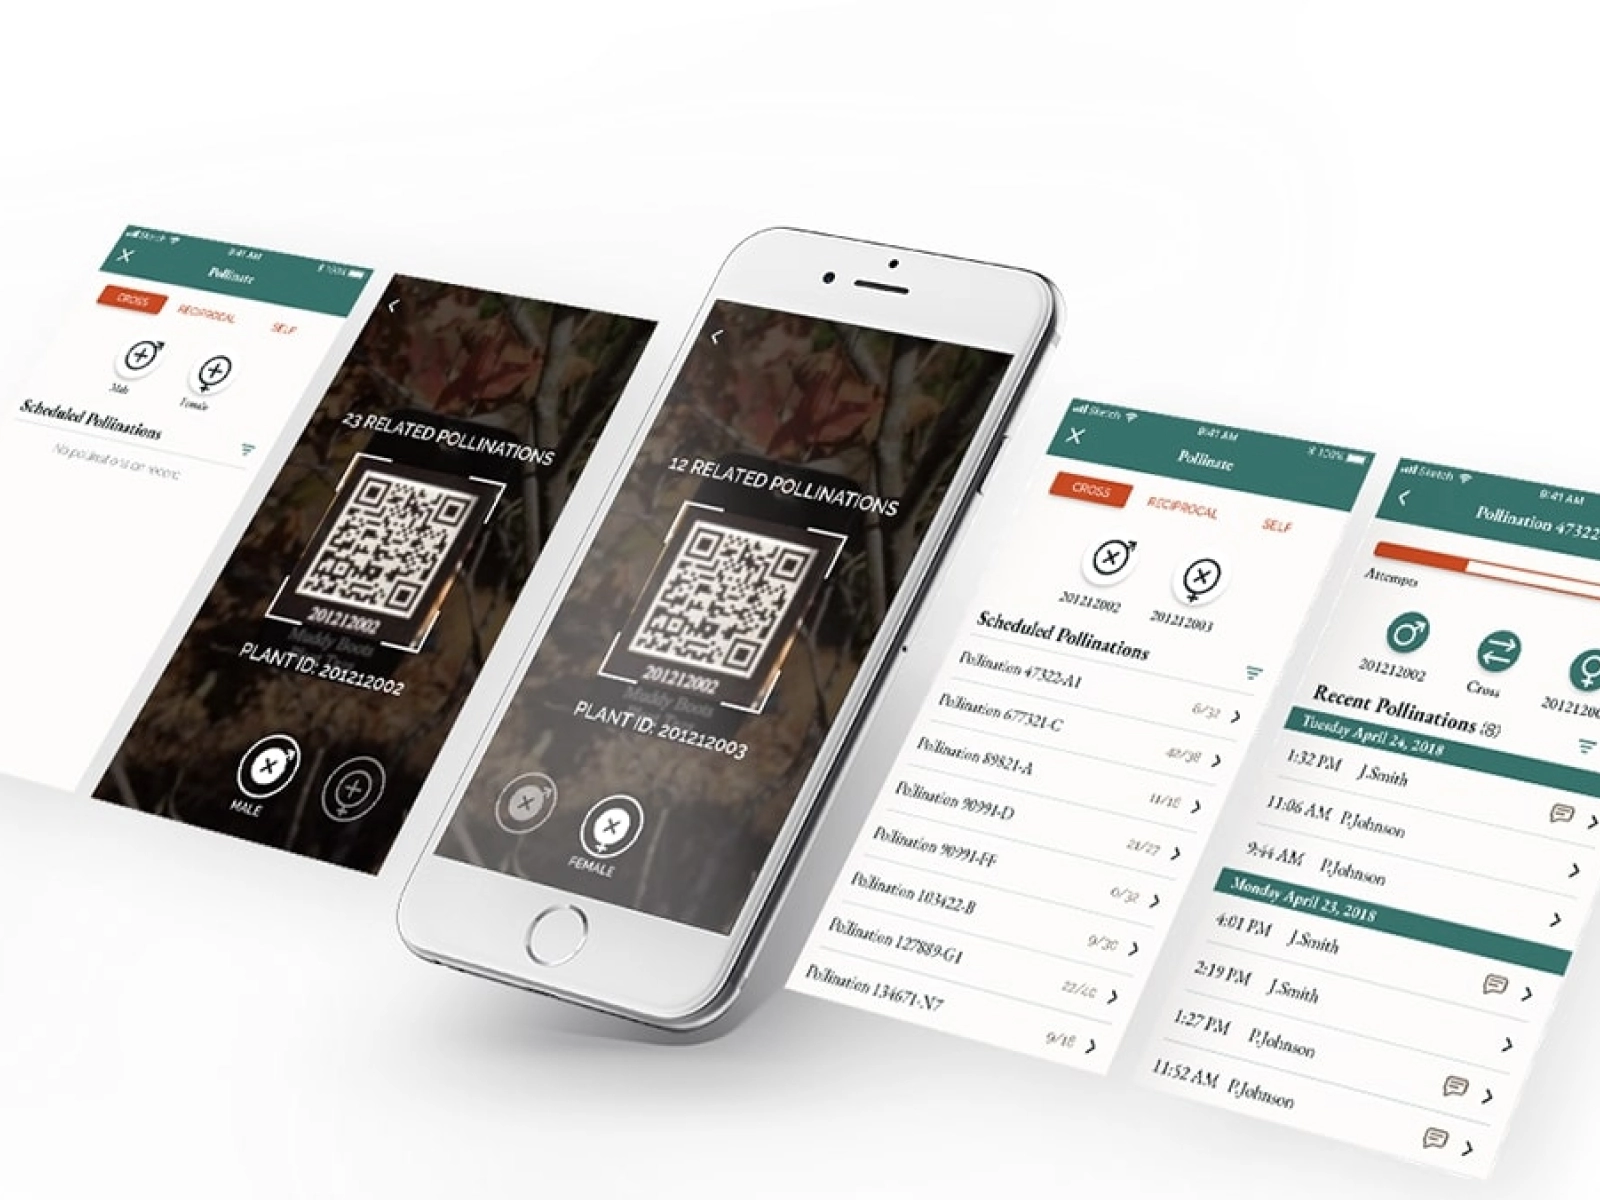 Sketch
9:41 AM
100%
Pollinate
CROSS
RECIPROCAL
SELF
Male
Female
Scheduled Pollinations
No pollinations on record
23 RELATED POLLINATIONS
201212002
Muddy Boots
PLANT ID: 201212002
MALE
12 RELATED POLLINATIONS
201212002
Muddy Boots
PLANT ID: 201212003
FEMALE
Sketch
9:41 AM
100%
Pollinate
CROSS
RECIPROCAL
SELF
201212002
201212003
Scheduled Pollinations
Pollination 47322-A1
6/32
Pollination 677321-C
Pollination 89821-A
11/18
Pollination 90991-D
21/27
Pollination 90991-FF
0/32
Pollination 103422-B
9/30
Pollination 127889-G1
22/40
Pollination 134671-N7
9/18
Sketch
9:41 AM
Pollination 47322
Attempts
201212002
Cross
Recent Pollinations (8)
Tuesday April 24, 2018
1:32 PM J.Smith
11:06 AM P.Johnson
9:44 AM P.Johnson
Monday April 23, 2018
4:01 PM J.Smith
2:19 PM J.Smith
1:27 PM P.Johnson
11:52 AM P.Johnson